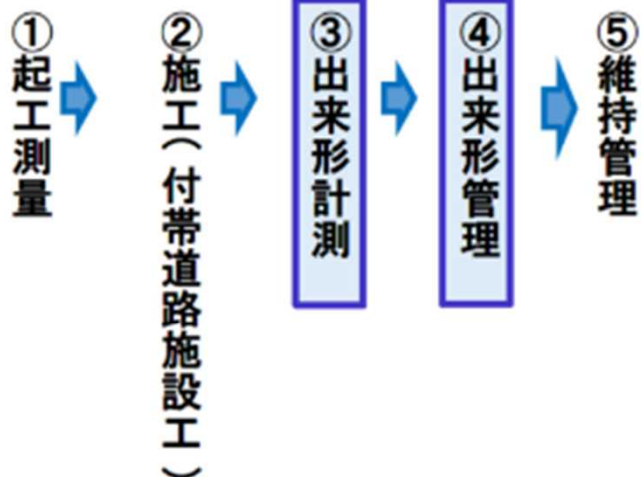 ①起工測量
②施工（付帯道路施設工）
③出来形計測
④出来形管理
⑤維持管理